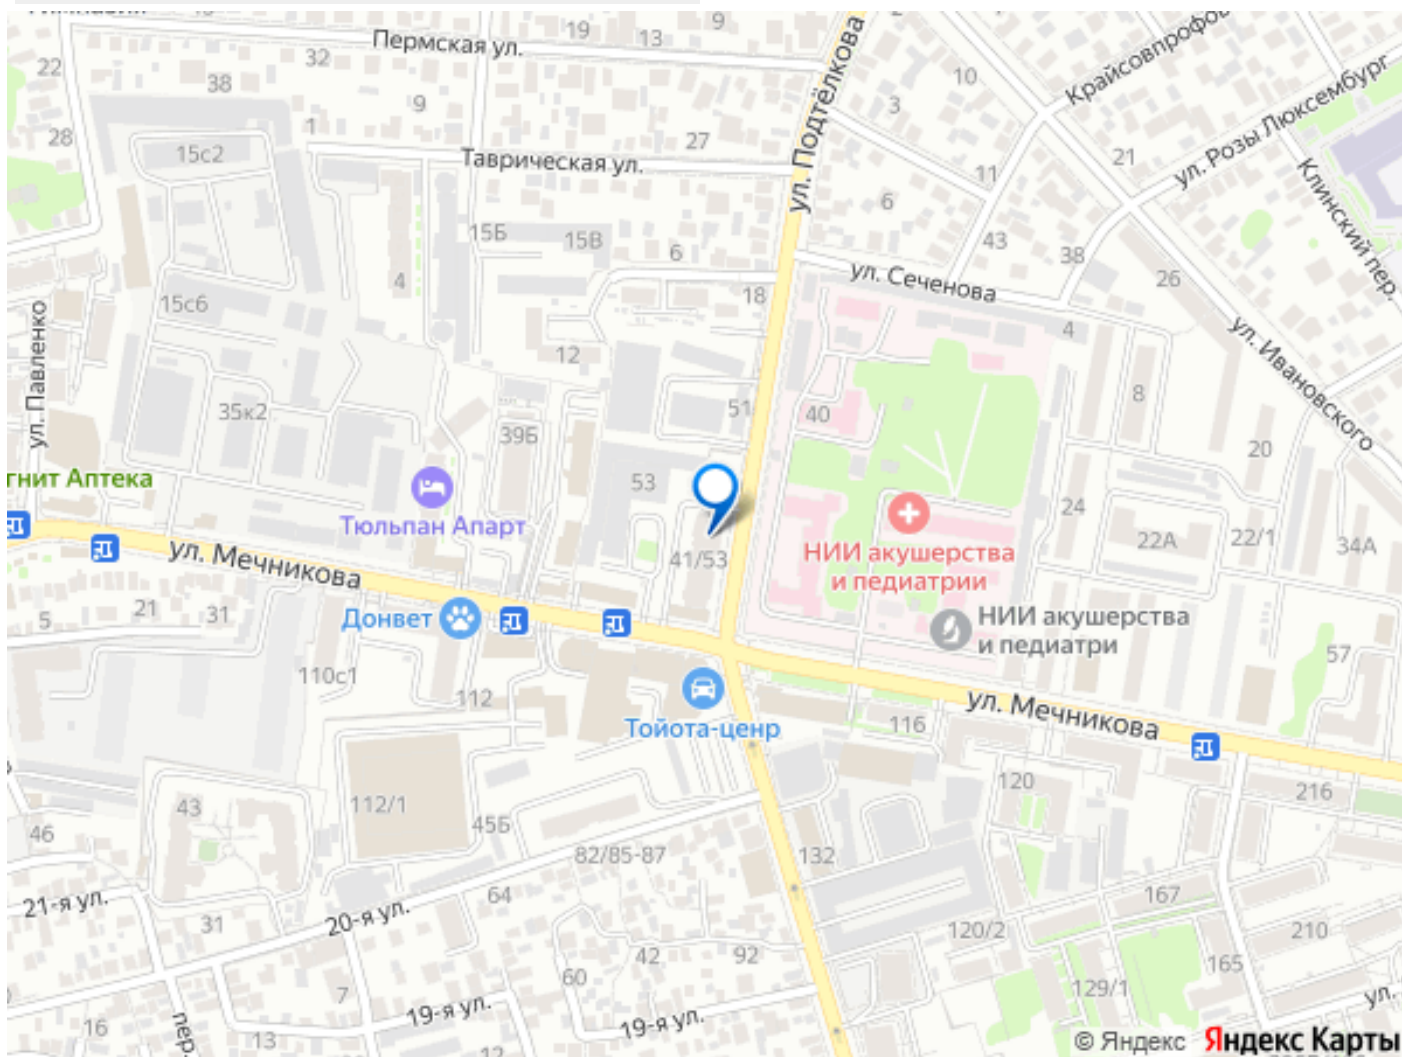 Пермская ул.
19
13
2
32
22
38
9
10
3
ул. Подтёлкова
Крайсовпрофов
ул. Розы Люксембург
28
1
15с2
27
Таврическая ул.
11
21
Клинский пер.
6
15Б
15В
6
43
38
4
18
ул. Сеченова
26
15с6
4
ул. Павленко
12
8
ул. Ивановского
35к2
39Б
51
40
20
гнит Аптека
53
24
Тюльпан Апарт
41/53
НИИ акушерства
и педиатрии
22А
22/1
34А
ул. Мечникова
5
21
31
Донвет
НИИ акушерства
и педиатри
57
110с1
112
Тойота-ценр
116
ул. Мечникова
43
112/1
45Б
120
216
46
82/85-87
132
21-я ул.
31
20-я ул.
64
167
120/2
210
42
92
60
165
7
129/1
19-я ул.
19-я ул.
ул.
16
пер.
13
12
© Яндекс Яндекс Карты